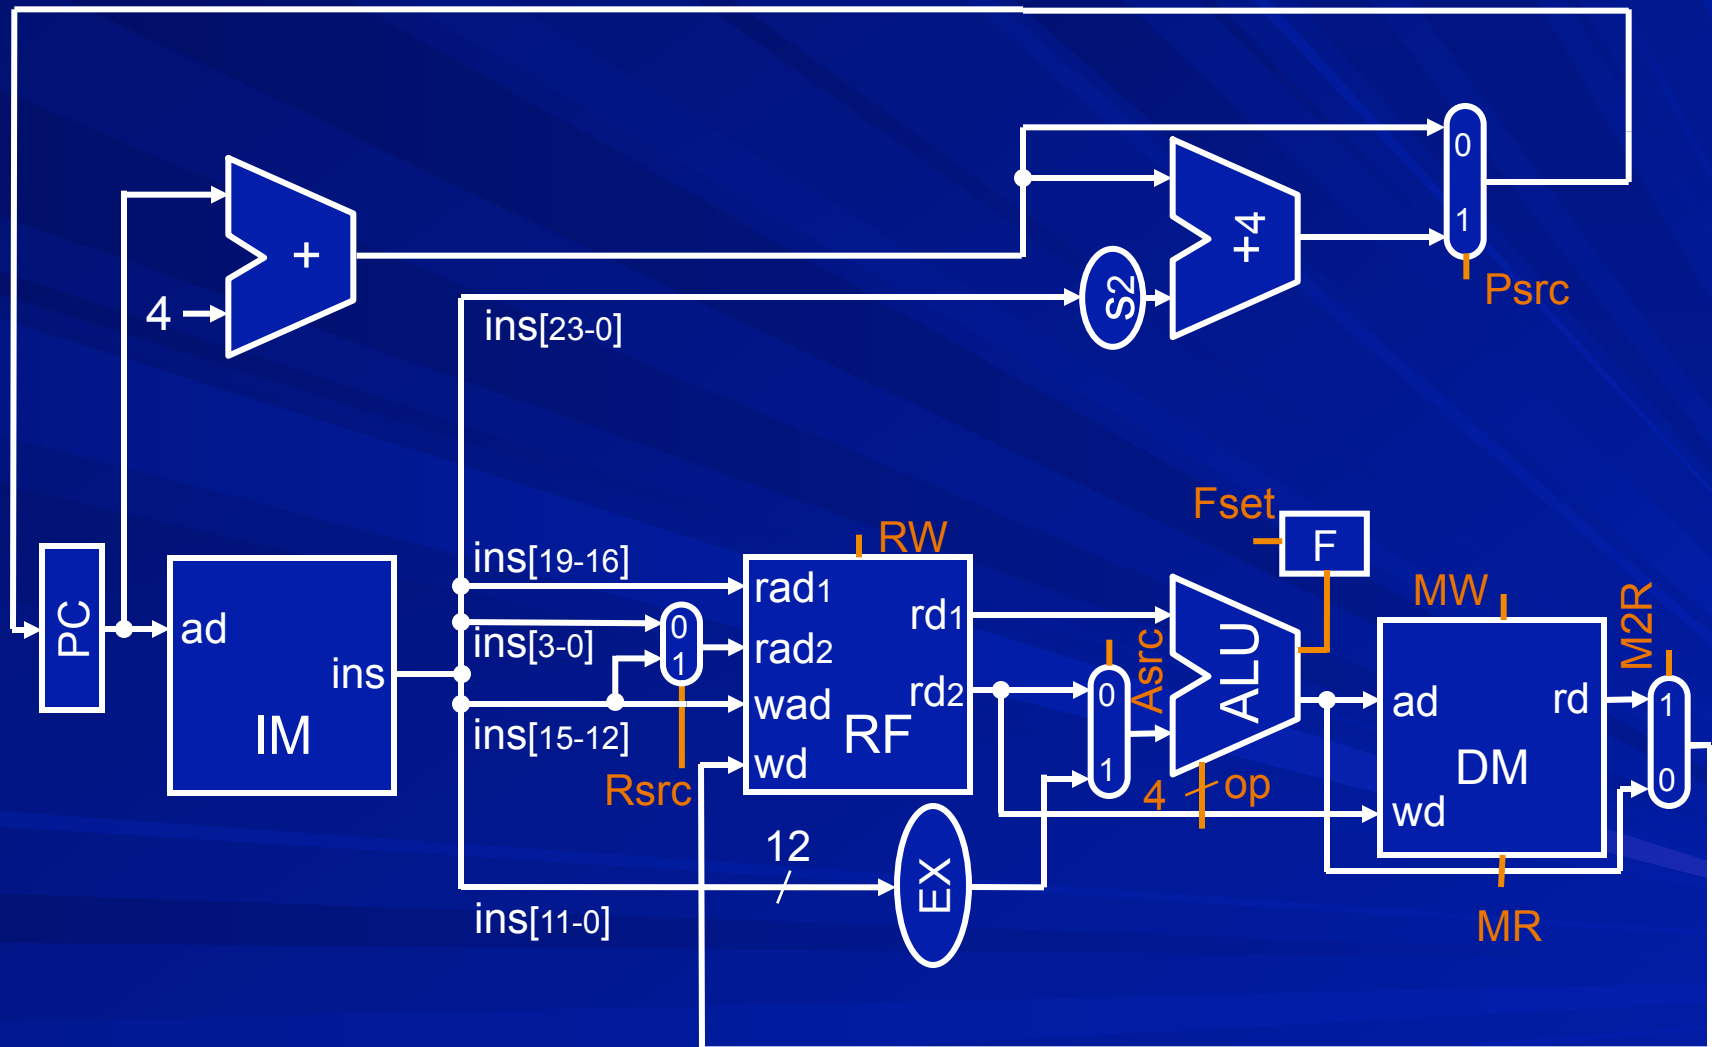 0
1
+
+4
S2
4
Psrc
ins[23-0]
Fset
F
RW
ins[19-16]
rad1
rd1
MW
M2R
PC
ad
ins[3-0]
0
1
rad2
Asrc
ALU
ins
rd2
0
ad
rd
1
IM
wad
RF
ins[15-12]
wd
1
DM
0
Rsrc
4
op
wd
12
EX
ins[11-0]
MR